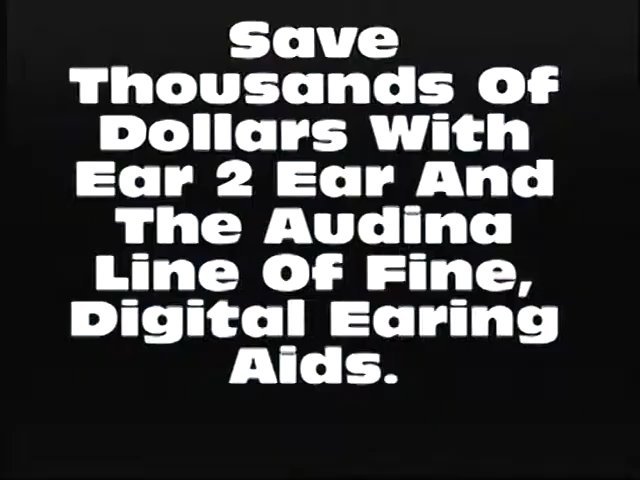 Save
Thousands Of
Dollars With
Ear 2 Ear And
The Audina
Line Of Fine,
Digital Earing
Aids.